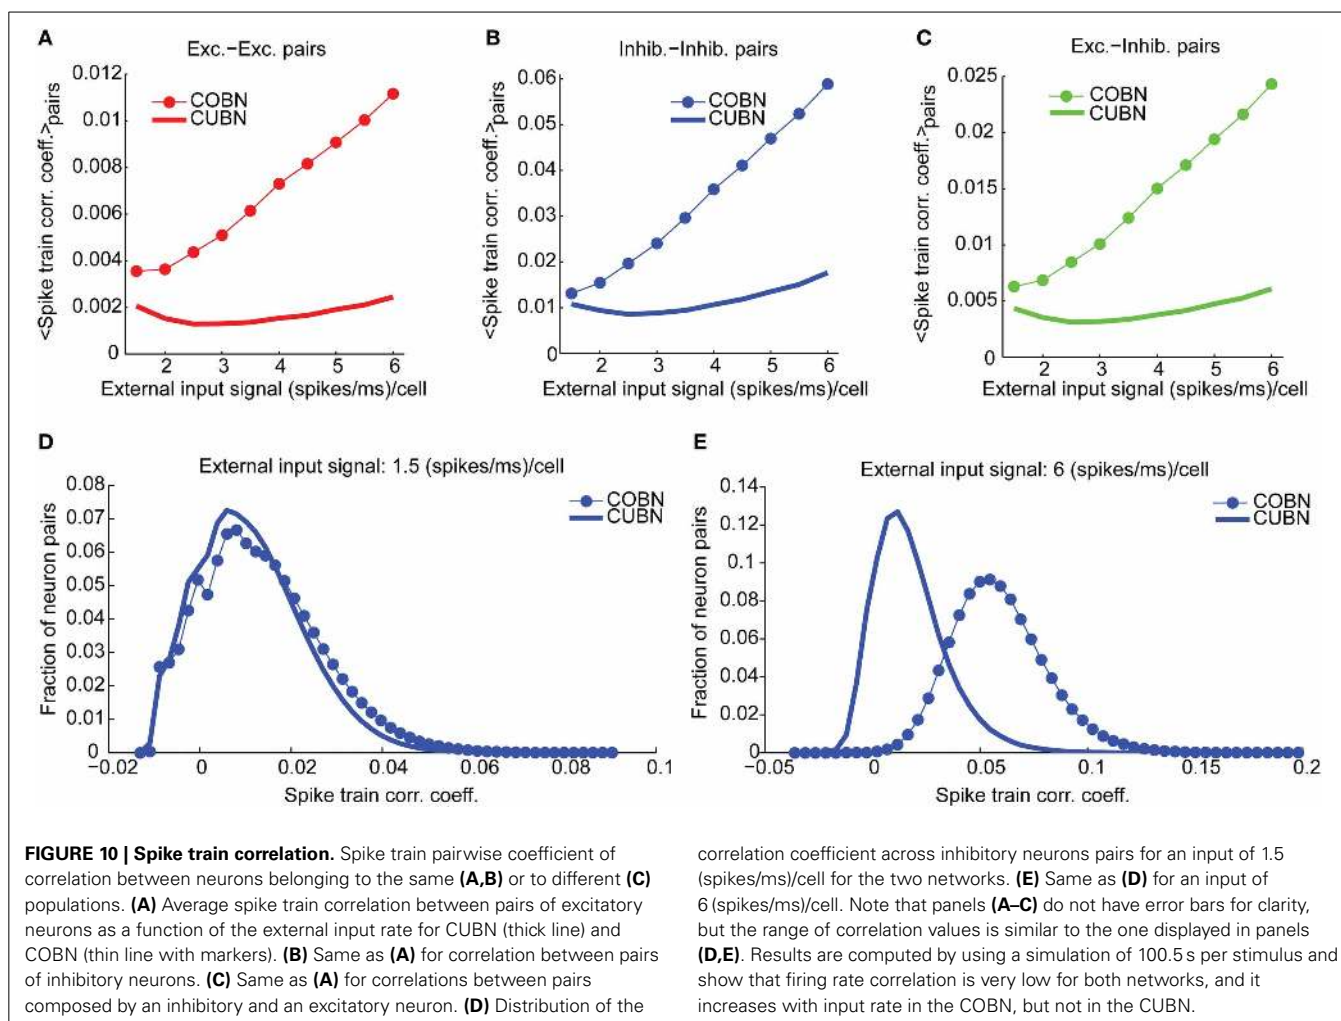 A
Exc.−Exc. pairs
<Spike train corr. coeff.>pairs
0.012
0.01
0.008
0.006
0.004
0.002
0
COBN
CUBN
2 3 4 5 6
External input signal (spikes/ms)/cell
B
Inhib.−Inhib. pairs
<Spike train corr. coeff.>pairs
0.06
0.05
0.04
0.03
0.02
0.01
0
COBN
CUBN
2 3 4 5 6
External input signal (spikes/ms)/cell
C
Exc.−Inhib. pairs
<Spike train corr. coeff.>pairs
0.025
0.02
0.015
0.01
0.005
0
COBN
CUBN
2 3 4 5 6
External input signal (spikes/ms)/cell
D
External input signal: 1.5 (spikes/ms)/cell
Fraction of neuron pairs
0.08
0.07
0.06
0.05
0.04
0.03
0.02
0.01
0
COBN
CUBN
−0.02 0 0.02 0.04 0.06 0.08 0.1
Spike train corr. coeff.
E
External input signal: 6 (spikes/ms)/cell
Fraction of neuron pairs
0.14
0.12
0.10
0.08
0.06
0.04
0.02
0
COBN
CUBN
−0.05 0 0.05 0.1 0.15 0.2
Spike train corr. coeff.
FIGURE 10 | Spike train correlation. Spike train pairwise coefficient of
correlation between neurons belonging to the same (A,B) or to different (C)
populations. (A) Average spike train correlation between pairs of excitatory
neurons as a function of the external input rate for CUBN (thick line) and
COBN (thin line with markers). (B) Same as (A) for correlation between pairs
of inhibitory neurons. (C) Same as (A) for correlations between pairs
composed by an inhibitory and an excitatory neuron. (D) Distribution of the
correlation coefficient across inhibitory neurons pairs for an input of 1.5
(spikes/ms)/cell for the two networks. (E) Same as (D) for an input of
6 (spikes/ms)/cell. Note that panels (A–C) do not have error bars for clarity,
but the range of correlation values is similar to the one displayed in panels
(D,E). Results are computed by using a simulation of 100.5 s per stimulus and
show that firing rate correlation is very low for both networks, and it
increases with input rate in the COBN, but not in the CUBN.